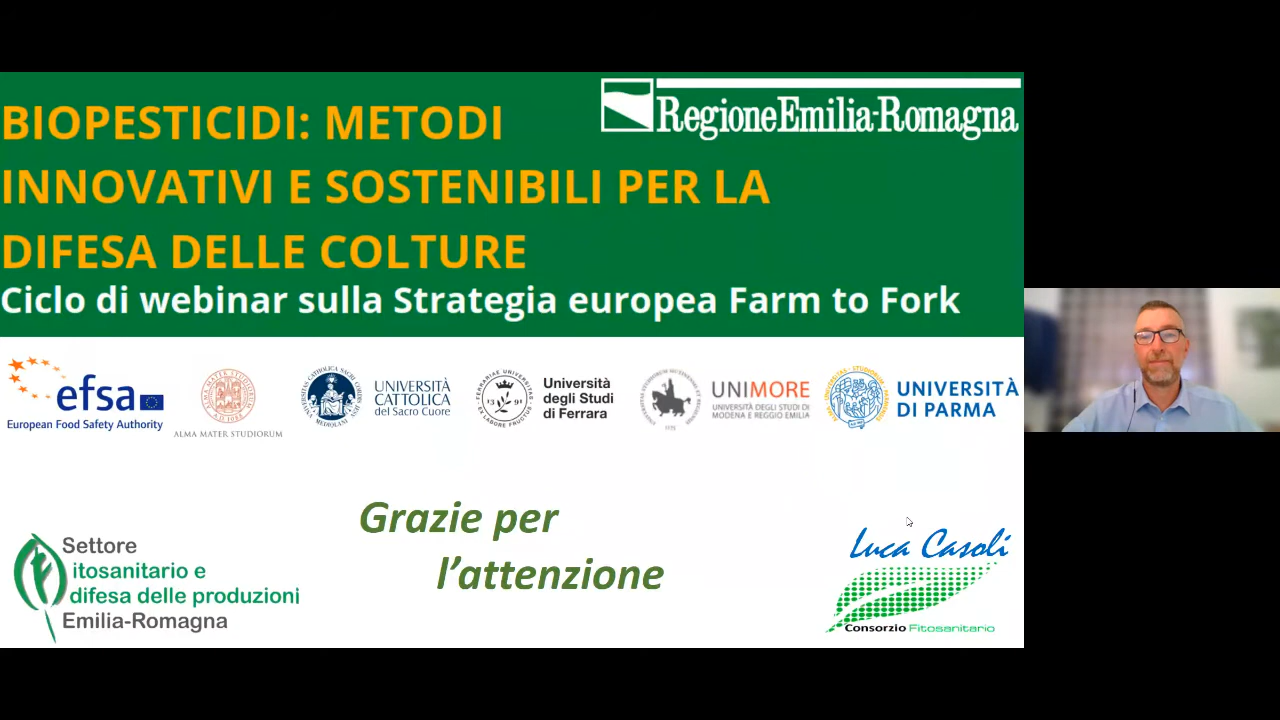 BIOPESTICIDI: METODI
INNOVATIVI E SOSTENIBILI PER LA
DIFESA DELLE COLTURE
RegioneEmilia-Romagna
Ciclo di webinar sulla Strategia europea Farm to Fork
efsa
European Food Safety Authority
ALMA MATER STUDIORUM
UNIVERSITÀ
CATTOLICA
del Sacro Cuore
Università
degli Studi
di Ferrara
UNIMORE
UNIVERSITÀ DEGLI STUDI DI
MODENA E REGGIO EMILIA
UNIVERSITÀ
DI PARMA
Grazie per
l’attenzione
Settore
itosanitario e
difesa delle produzioni
Emilia-Romagna
Luca Casoli
Consorzio Fitosanitario